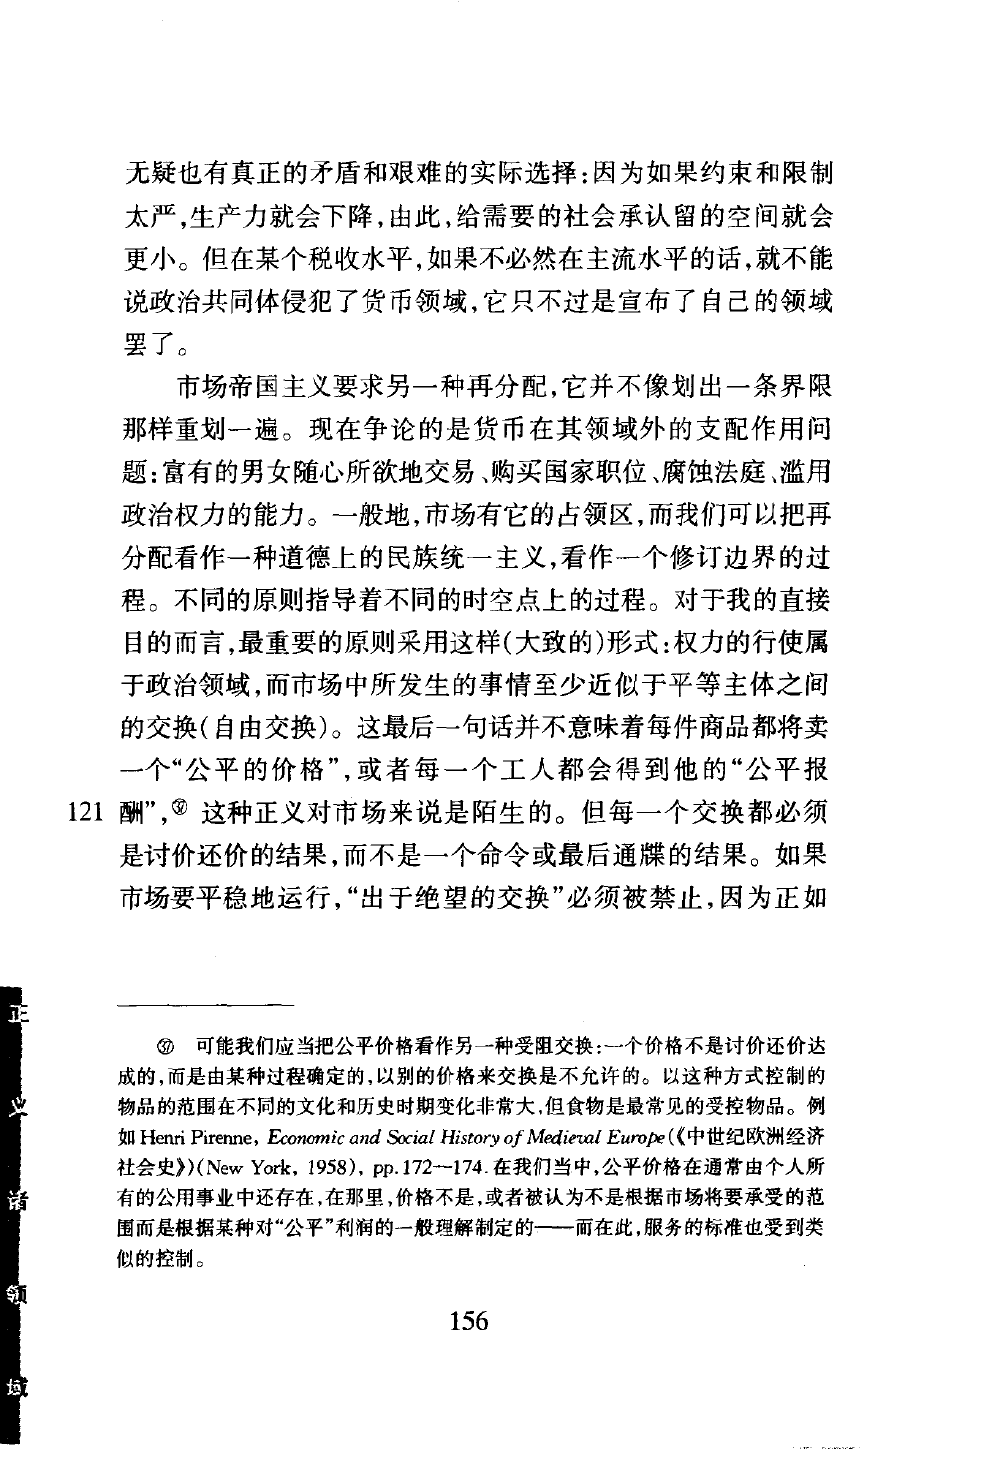 无疑也有真正的矛盾和艰难的实际选择：因为如果约束和限制
太严，生产力就会下降，由此，给需要的社会承认留的空间就会
更小。但在某个税收水平，如果不必然在主流水平的话，就不能
说政治共同体侵犯了货币领域，它只不过是宣布了自己的领域
罢了。
市场帝国主义要求另一种再分配，它并不像划出一条界限
那样重划一遍。现在争论的是货币在其领域外的支配作用问
题：富有的男女随心所欲地交易、购买国家职位、腐蚀法庭、滥用
政治权力的能力。一般地，市场有它的占领区，而我们可以把再
分配看作一种道德上的民族统一主义，看作一个修订边界的过
程。不同的原则指导着不同的时空点上的过程。对于我的直接
目的而言，最重要的原则采用这样（大致的）形式：权力的行使属
于政治领域，而市场中所发生的事情至少近似于平等主体之间
的交换（自由交换）。这最后一句话并不意味着每件商品都将卖
一个“公平的价格”，或者每一个工人都会得到他的“公平报
121 酬”，㊲ 这种正义对市场来说是陌生的。但每一个交换都必须
是讨价还价的结果，而不是一个命令或最后通牒的结果。如果
市场要平稳地运行，“出于绝望的交换”必须被禁止，因为正如
㊲ 可能我们应当把公平价格看作另一种受阻交换：一个价格不是讨价还价达
成的，而是由某种过程确定的，以别的价格来交换是不允许的。以这种方式控制的
物品的范围在不同的文化和历史时期变化非常大，但食物是最常见的受控物品。例
如 Henri Pirenne, Economic and Social History of Medieval Europe（《中世纪欧洲经济
社会史》）（New York, 1958), pp.172—174. 在我们当中，公平价格在通常由个人所
有的公用事业中还存在，在那里，价格不是，或者被认为不是根据市场将要承受的范
围而是根据某种对“公平”利润的一般理解制定的——而在此，服务的标准也受到类
似的控制。
156
正
义
诸
领
域